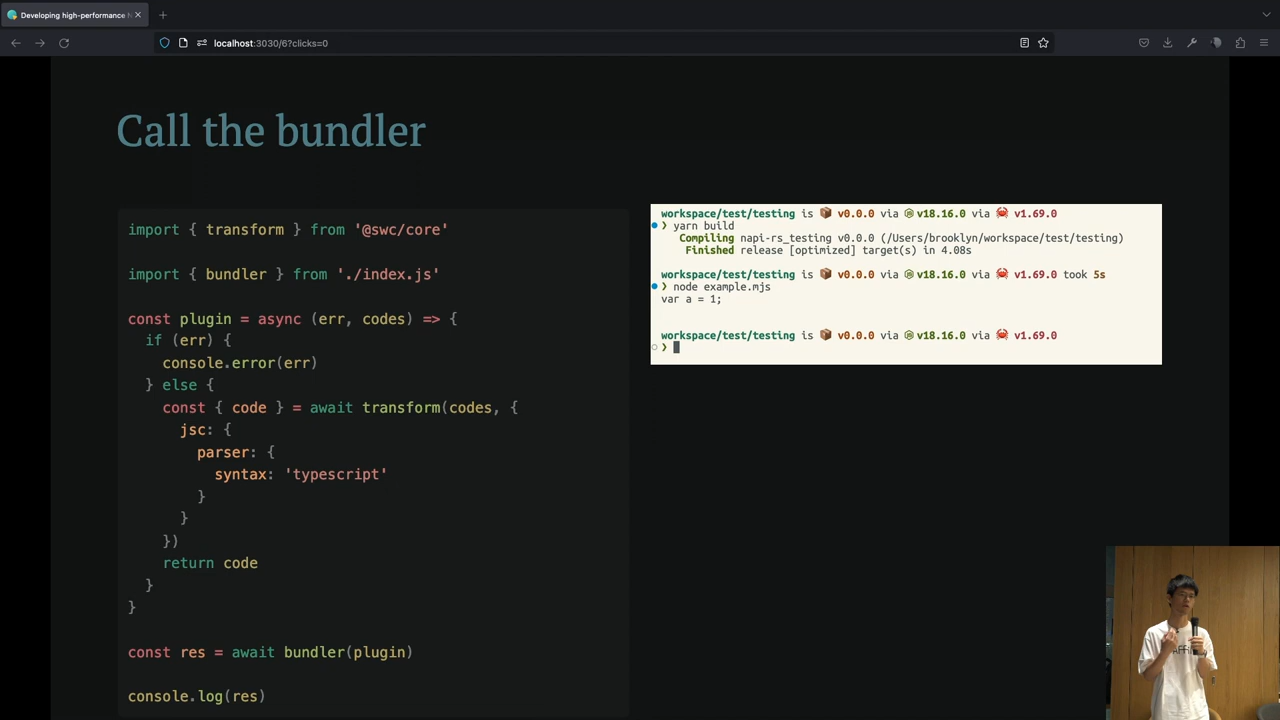 Developing high-performance
localhost:3030/6?clicks=0
Call the bundler
import { transform } from '@swc/core'
import { bundler } from './index.js'
const plugin = async (err, codes) => {
if (err) {
console.error(err)
} else {
const { code } = await transform(codes, {
jsc: {
parser: {
syntax: 'typescript'
}
}
})
return code
}
}
const res = await bundler(plugin)
console.log(res)
workspace/test/testing is 📦 v0.0.0 via v18.16.0 via 🦀 v1.69.0
❯ yarn build
Compiling napi-rs_testing v0.0.0 (/Users/brooklyn/workspace/test/testing)
Finished release [optimized] target(s) in 4.08s
workspace/test/testing is 📦 v0.0.0 via v18.16.0 via 🦀 v1.69.0 took 5s
❯ node example.mjs
var a = 1;
workspace/test/testing is 📦 v0.0.0 via v18.16.0 via 🦀 v1.69.0
❯